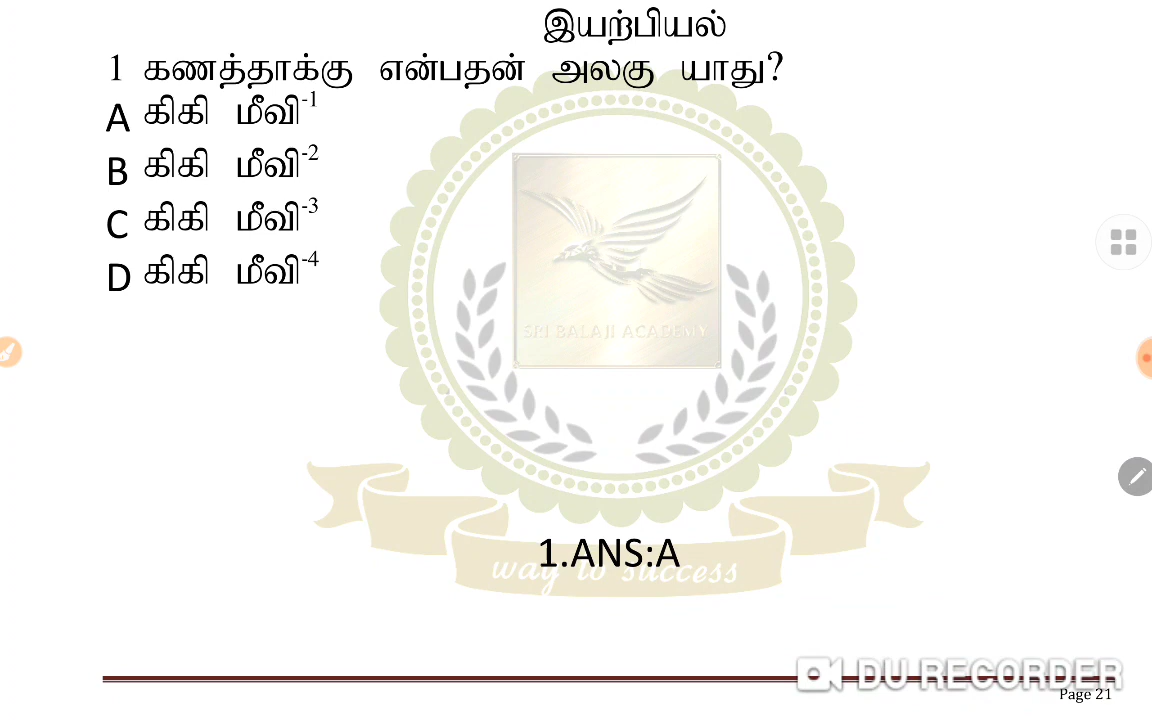 இயற்பியல்
1 கணத்தாக்கு என்பதன் அலகு யாது?
A கிகி மீவி-1
B கிகி மீவி-2
C கிகி மீவி-3
D கிகி மீவி-4
SRI BALAJI ACADEMY
1.ANS:A
way to success
DU RECORDER
Page 21